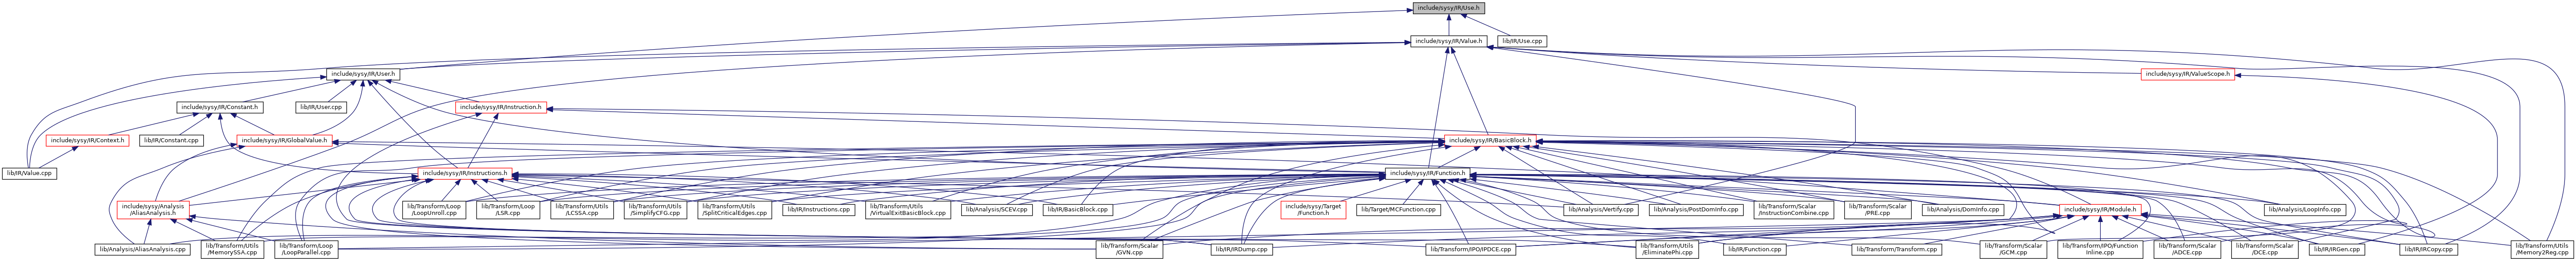 include/sysy/IR/Use.h
include/sysy/IR/Value.h
lib/IR/Use.cpp
include/sysy/IR/User.h
include/sysy/IR/ValueScope.h
include/sysy/IR/Constant.h
lib/IR/User.cpp
include/sysy/IR/Instruction.h
include/sysy/IR/Context.h
lib/IR/Constant.cpp
include/sysy/IR/GlobalValue.h
include/sysy/IR/BasicBlock.h
lib/IR/Value.cpp
include/sysy/IR/Instructions.h
include/sysy/IR/Function.h
include/sysy/Analysis
/AliasAnalysis.h
lib/Transform/Loop
/LoopUnroll.cpp
lib/Transform/Loop
/LSR.cpp
lib/Transform/Utils
/LCSSA.cpp
lib/Transform/Utils
/SimplifyCFG.cpp
lib/Transform/Utils
/SplitCriticalEdges.cpp
lib/IR/Instructions.cpp
lib/Transform/Utils
/VirtualExitBasicBlock.cpp
lib/Analysis/SCEV.cpp
lib/IR/BasicBlock.cpp
include/sysy/Target
/Function.h
lib/Target/MCFunction.cpp
lib/Analysis/Vertify.cpp
lib/Analysis/PostDomInfo.cpp
lib/Transform/Scalar
/InstructionCombine.cpp
lib/Transform/Scalar
/PRE.cpp
lib/Analysis/DomInfo.cpp
include/sysy/IR/Module.h
lib/Analysis/LoopInfo.cpp
lib/Analysis/AliasAnalysis.cpp
lib/Transform/Utils
/MemorySSA.cpp
lib/Transform/Loop
/LoopParallel.cpp
lib/Transform/Scalar
/GVN.cpp
lib/IR/IRDump.cpp
lib/Transform/IPO/IPDCE.cpp
lib/Transform/Utils
/EliminatePhi.cpp
lib/IR/Function.cpp
lib/Transform/Transform.cpp
lib/Transform/Scalar
/GCM.cpp
lib/Transform/IPO/Function
Inline.cpp
lib/Transform/Scalar
/ADCE.cpp
lib/Transform/Scalar
/DCE.cpp
lib/IR/IRGen.cpp
lib/IR/IRCopy.cpp
lib/Transform/Utils
/Memory2Reg.cpp